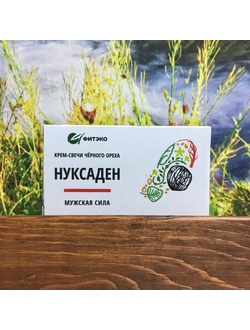 ФИТЭКО
КРЕМ-СВЕЧИ ЧЁРНОГО ОРЕХА
НУКСАДЕН
МУЖСКАЯ СИЛА